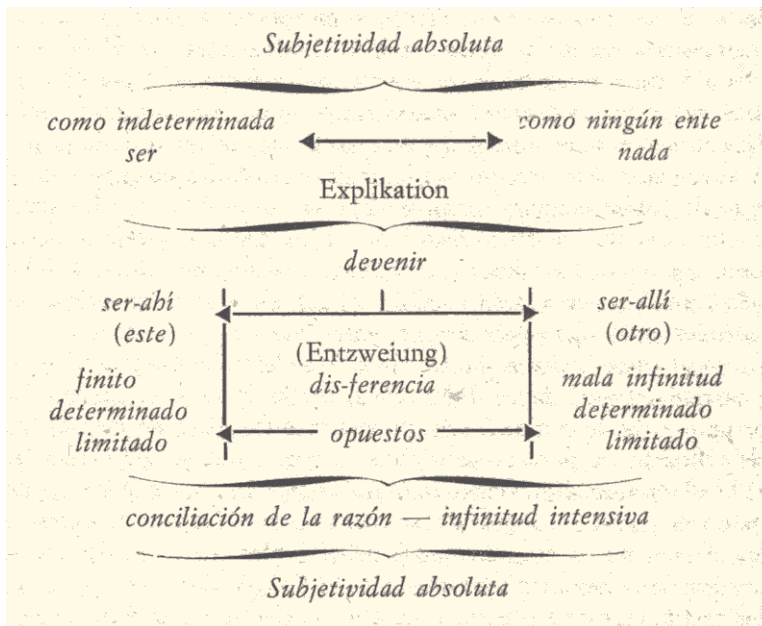 Subjetividad absoluta
como indeterminada
ser
como ningún ente
nada
Explikation
devenir
ser-ahí
(este)
ser-allí
(otro)
(Entzweiung)
dis-ferencia
finito
determinado
limitado
mala infinitud
determinado
limitado
opuestos
conciliación de la razón — infinitud intensiva
Subjetividad absoluta